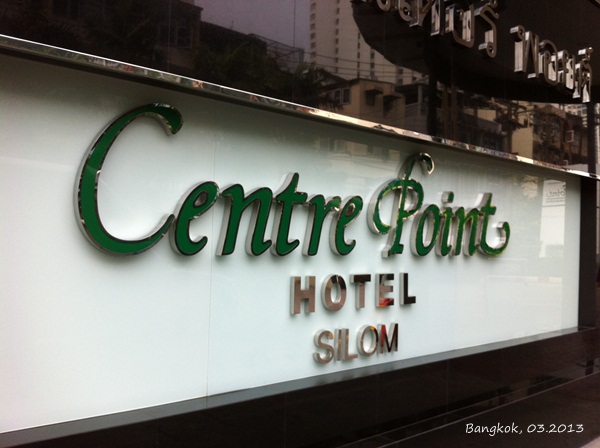 Centre Point
HOTEL
SILOM
Bangkok, 03.2013